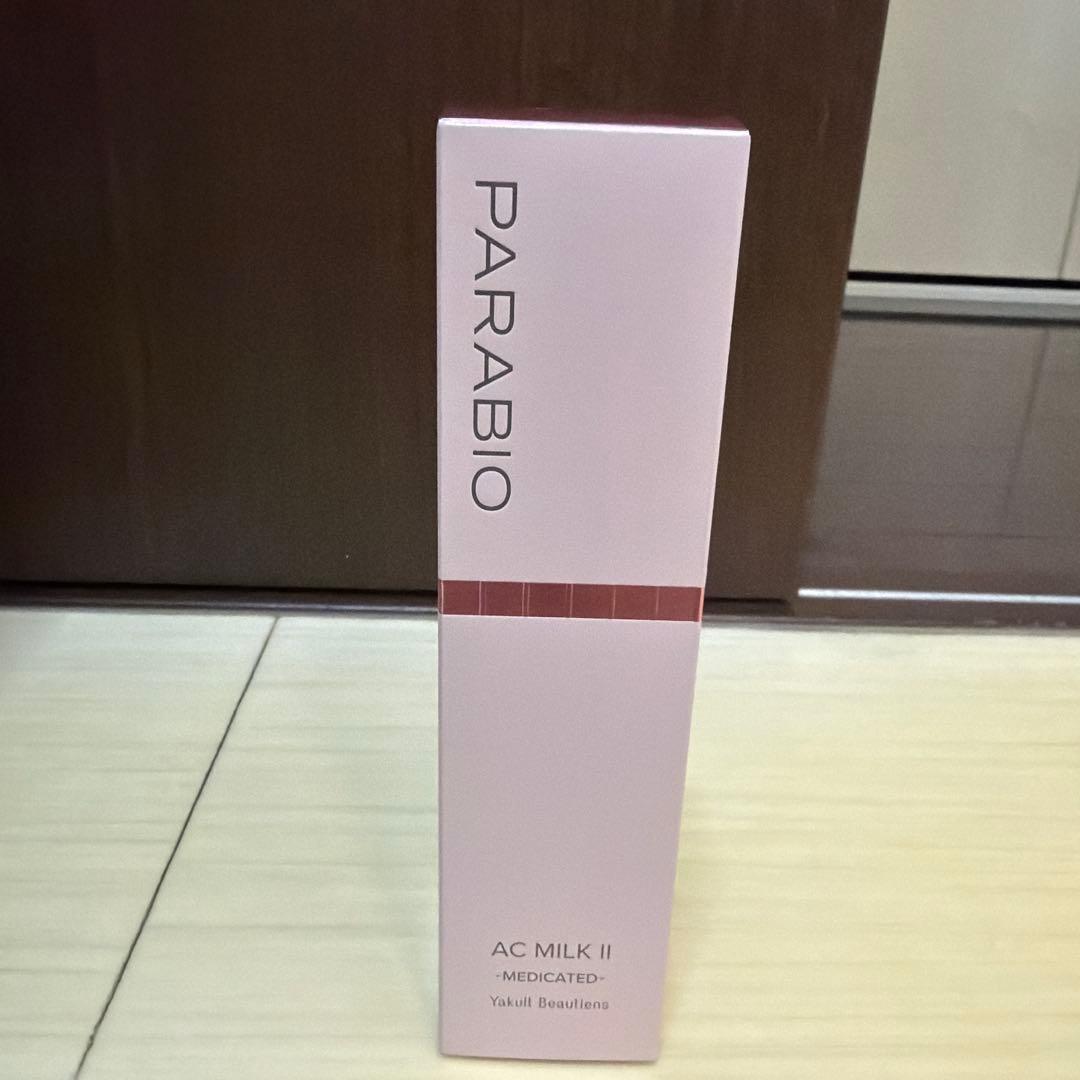 PARABIO
AC MILK II
-MEDICATED-
Yakult Beautiens